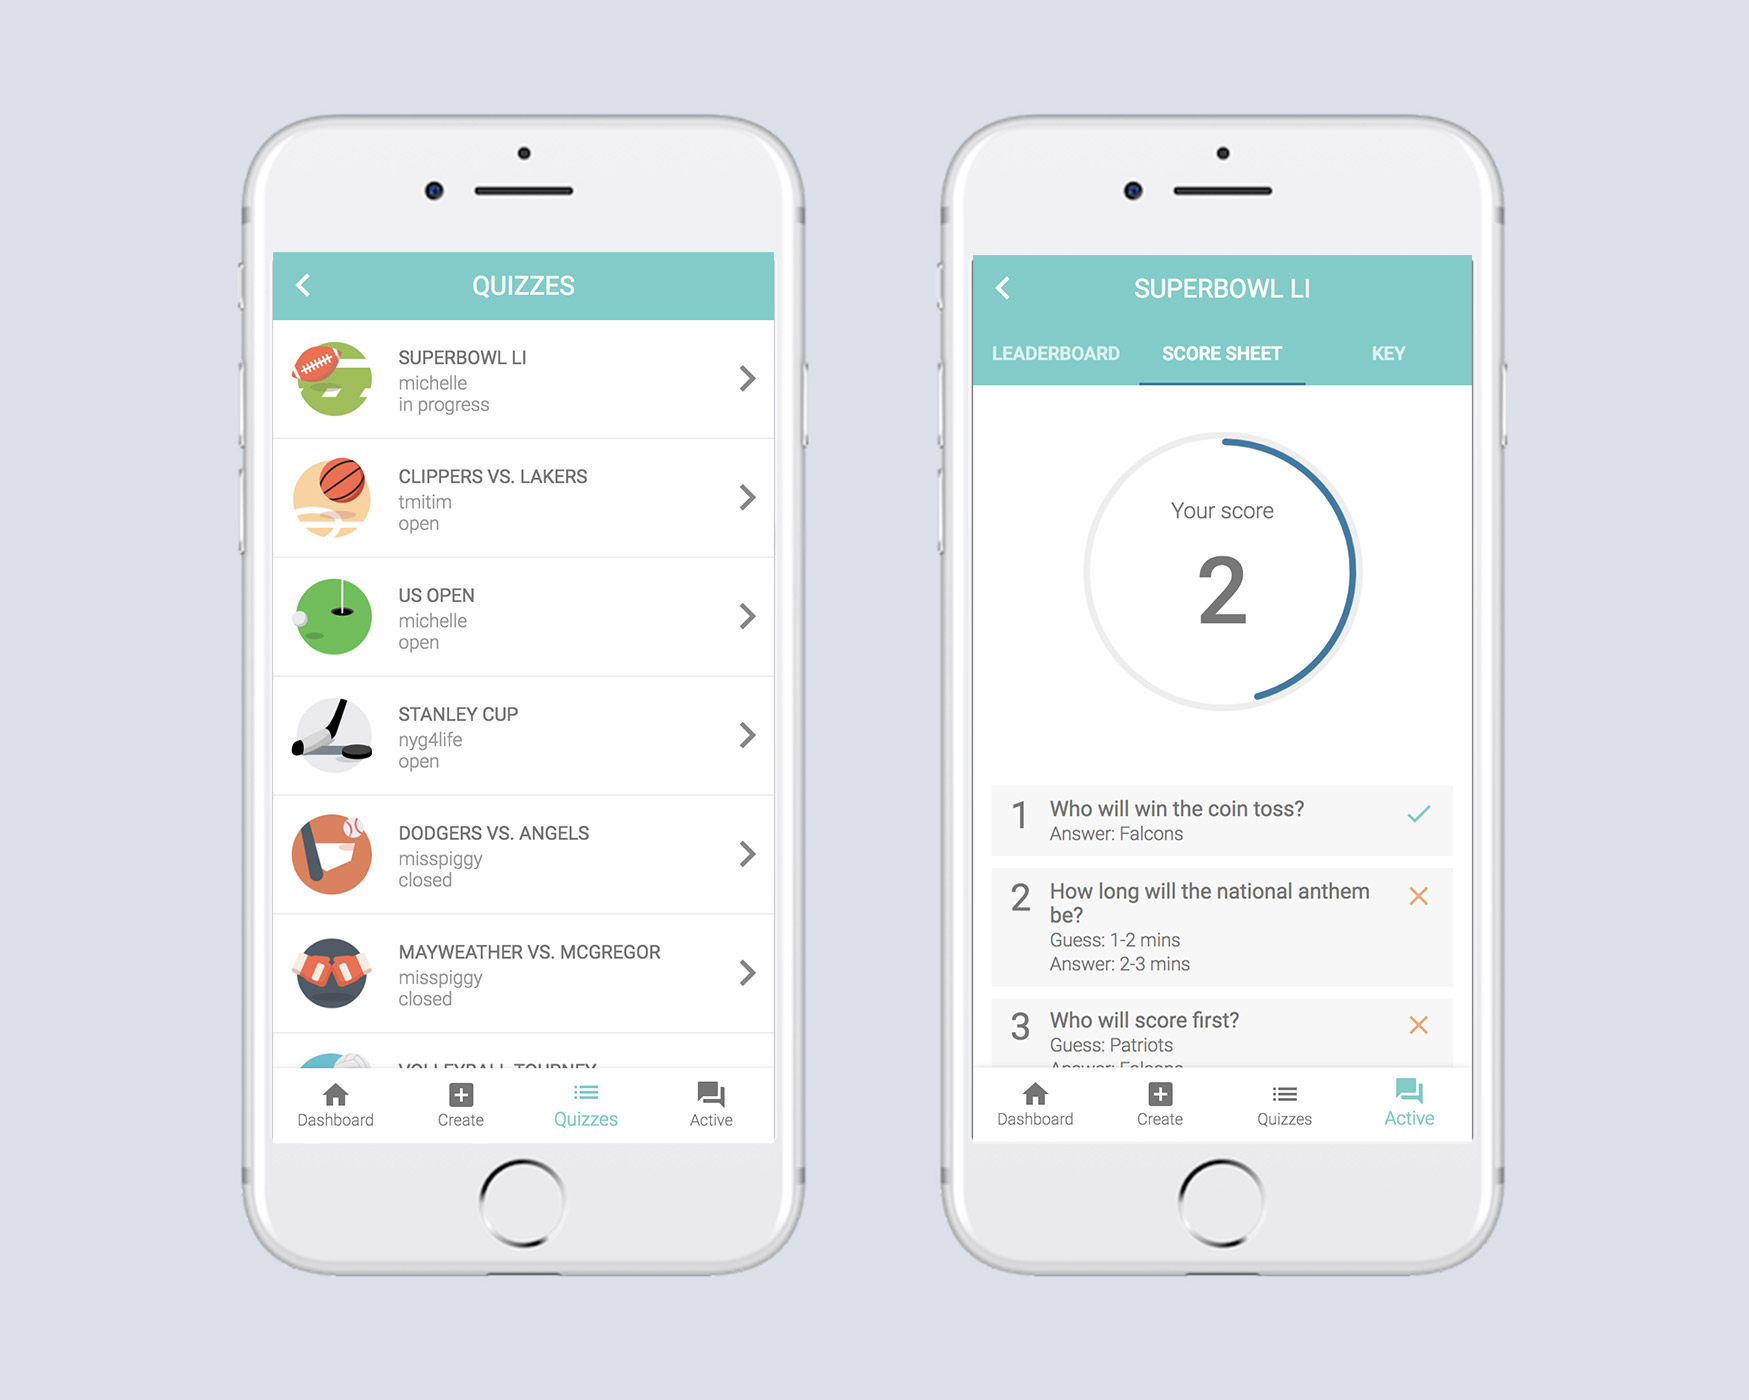 QUIZZES
SUPERBOWL LI
michelle
in progress
CLIPPERS VS. LAKERS
tmitim
open
US OPEN
michelle
open
STANLEY CUP
nyg4life
open
DODGERS VS. ANGELS
misspiggy
closed
MAYWEATHER VS. MCGREGOR
misspiggy
closed
VOLLEYBALL TOURNEY
Dashboard
Create
Quizzes
Active
SUPERBOWL LI
LEADERBOARD
SCORE SHEET
KEY
Your score
2
1
Who will win the coin toss?
Answer: Falcons
2
How long will the national anthem
be?
Guess: 1-2 mins
Answer: 2-3 mins
3
Who will score first?
Guess: Patriots
Answer: Falcons
Dashboard
Create
Quizzes
Active